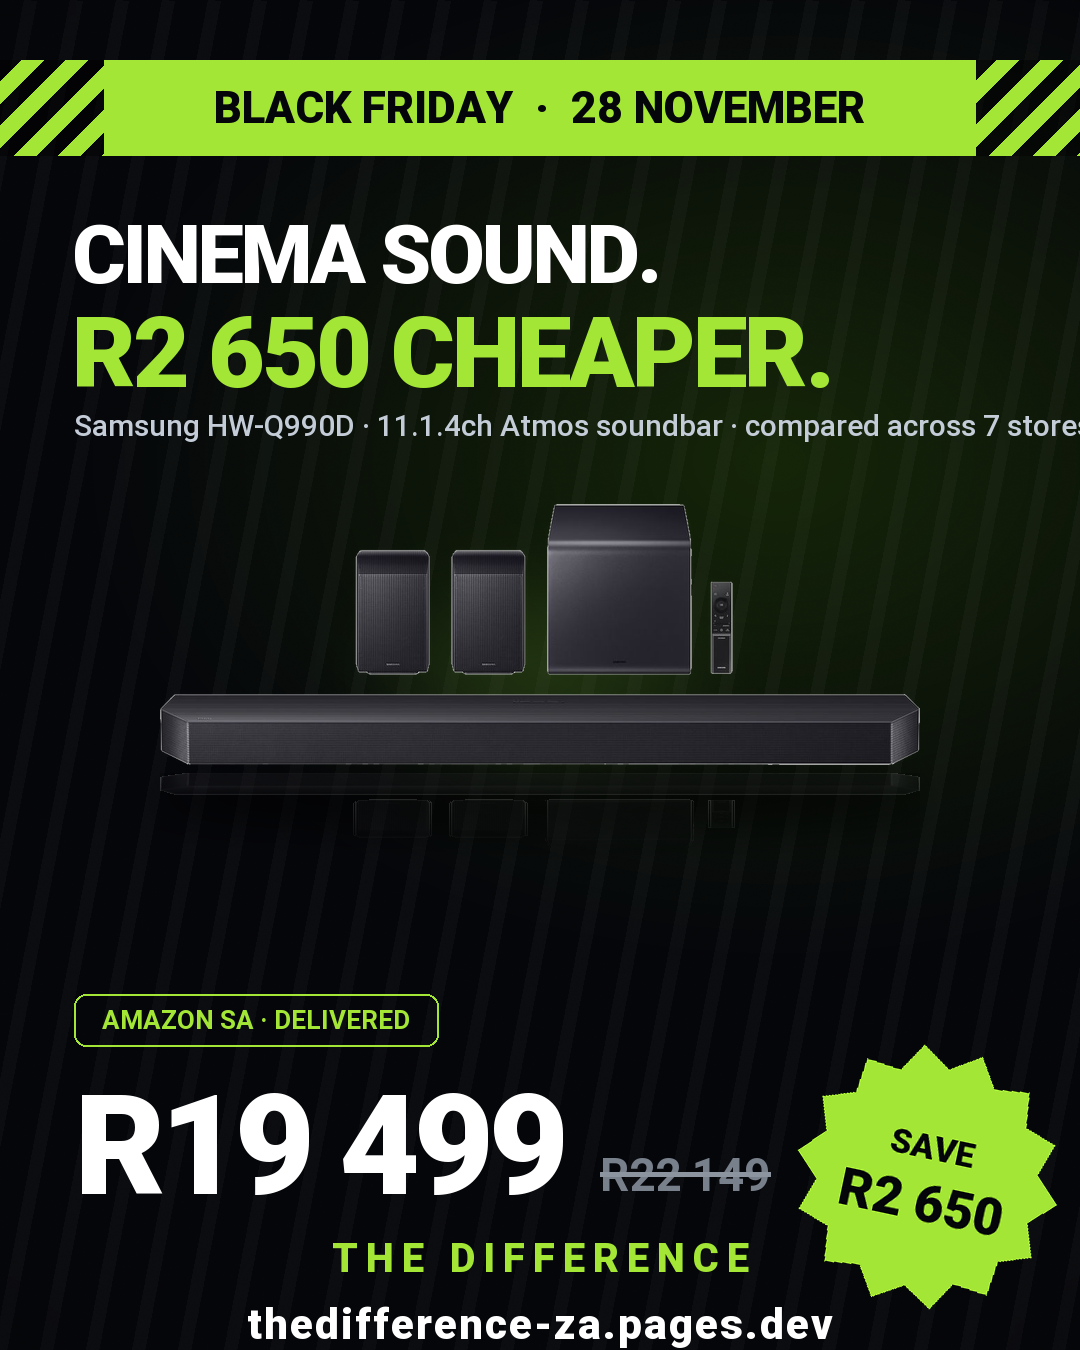 BLACK FRIDAY · 28 NOVEMBER
CINEMA SOUND.
R2 650 CHEAPER.
Samsung HW-Q990D · 11.1.4ch Atmos soundbar · compared across 7 stores
AMAZON SA · DELIVERED
R19 499 R22 149
SAVE
R2 650
THE DIFFERENCE
thedifference-za.pages.dev